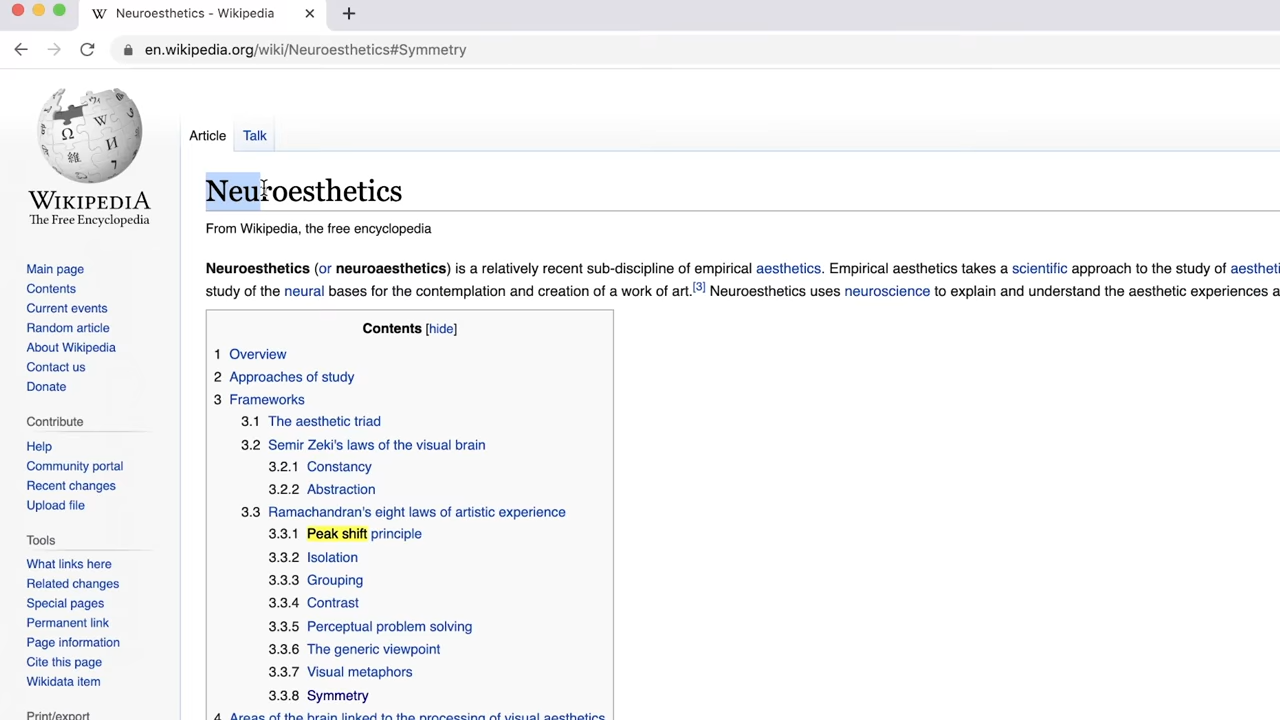 Neuroesthetics - Wikipedia
en.wikipedia.org/wiki/Neuroesthetics#Symmetry
WIKIPEDIA
The Free Encyclopedia
Main page
Contents
Current events
Random article
About Wikipedia
Contact us
Donate
Contribute
Help
Community portal
Recent changes
Upload file
Tools
What links here
Related changes
Special pages
Permanent link
Page information
Cite this page
Wikidata item
Print/export
Article Talk
Neuroesthetics
From Wikipedia, the free encyclopedia
Neuroesthetics (or neuroaesthetics) is a relatively recent sub-discipline of empirical aesthetics. Empirical aesthetics takes a scientific approach to the study of aestheti
study of the neural bases for the contemplation and creation of a work of art.[3] Neuroesthetics uses neuroscience to explain and understand the aesthetic experiences a
Contents [hide]
1 Overview
2 Approaches of study
3 Frameworks
3.1 The aesthetic triad
3.2 Semir Zeki's laws of the visual brain
3.2.1 Constancy
3.2.2 Abstraction
3.3 Ramachandran's eight laws of artistic experience
3.3.1 Peak shift principle
3.3.2 Isolation
3.3.3 Grouping
3.3.4 Contrast
3.3.5 Perceptual problem solving
3.3.6 The generic viewpoint
3.3.7 Visual metaphors
3.3.8 Symmetry
4 Areas of the brain linked to the processing of visual aesthetics